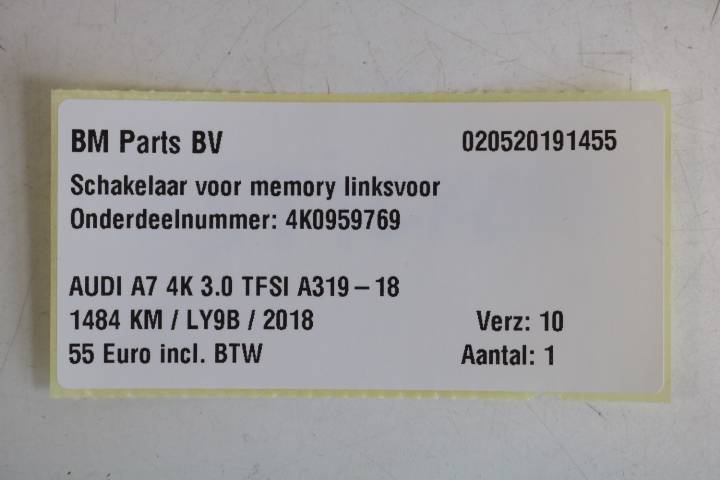 BM Parts BV 020520191455
Schakelaar voor memory linksvoor
Onderdeelnummer: 4K0959769
AUDI A7 4K 3.0 TFSI A319-18
1484 KM / LY9B / 2018 Verz: 10
55 Euro incl. BTW Aantal: 1